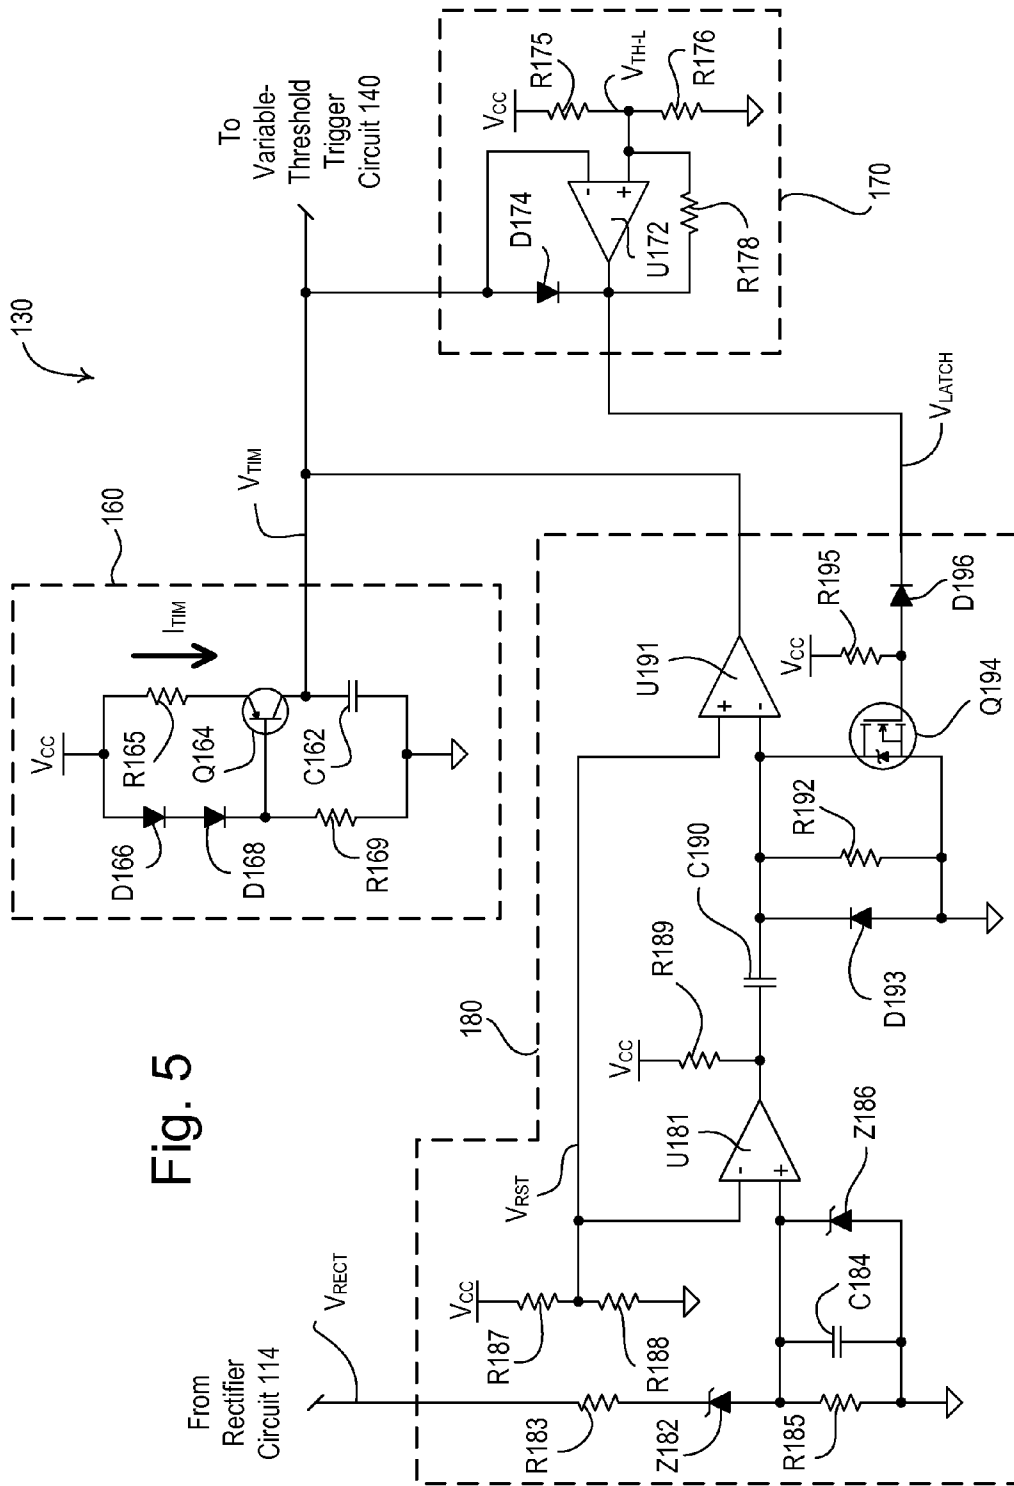 Fig. 5
130
160
VCC
ITIM
R165
Q164
C162
D166
D168
R169
VTIM
To
Variable-
Threshold
Trigger
Circuit 140
170
VCC
R175
VTH-L
R176
D174
-
+
U172
R178
VLATCH
180
From
Rectifier
Circuit 114
VRECT
VRST
VCC
R187
R188
R183
Z182
R185
C184
Z186
U181
-
+
VCC
R189
C190
D193
R192
U191
+
-
VCC
R195
D196
Q194